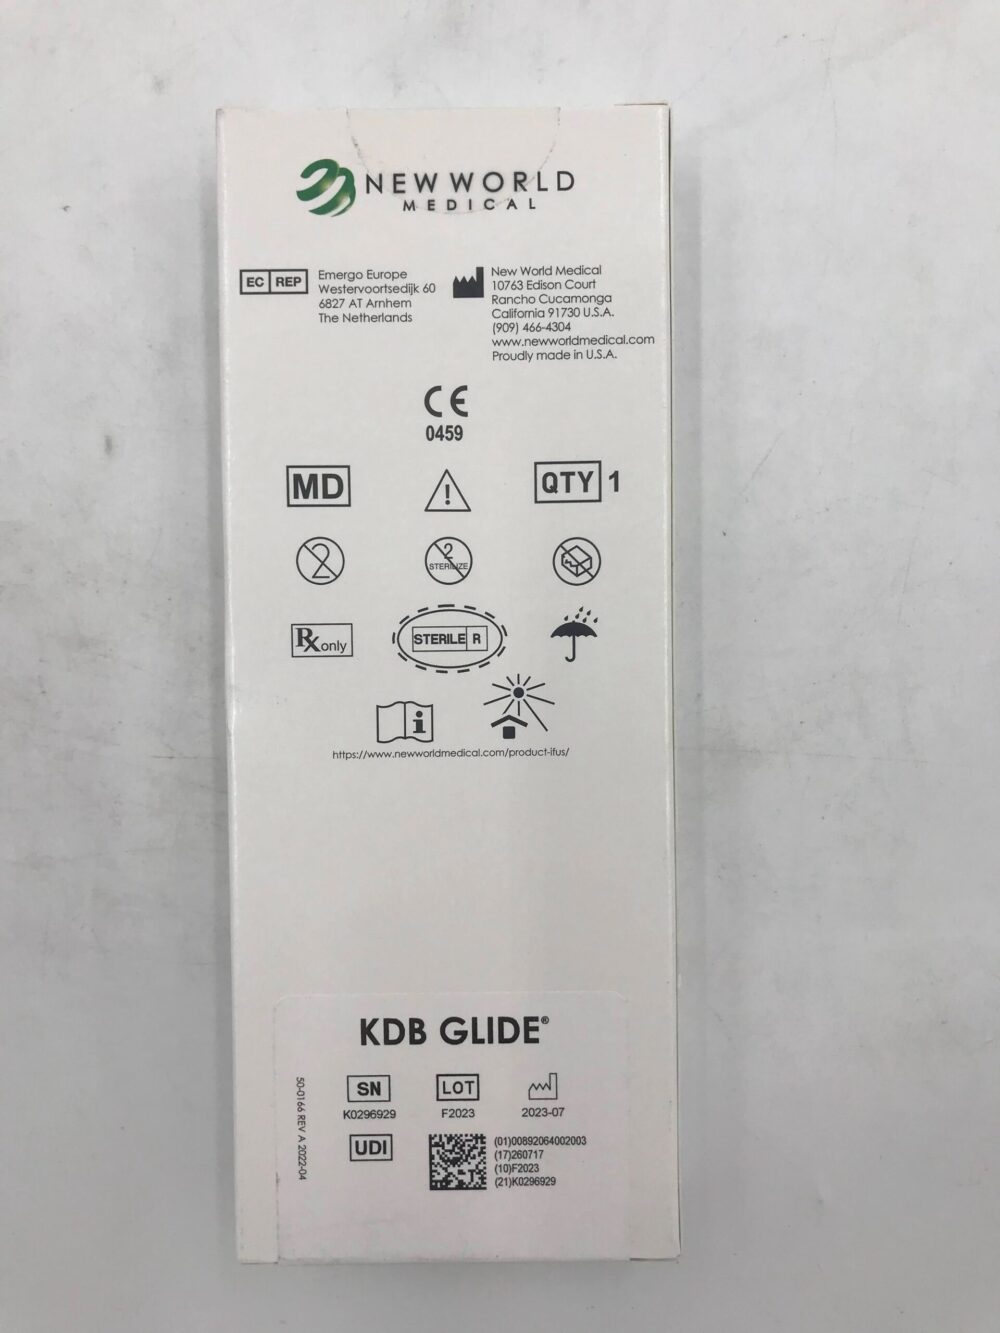 NEW WORLD
MEDICAL
EC REP
Emergo Europe
Westervoortsedijk 60
6827 AT Arnhem
The Netherlands
New World Medical
10763 Edison Court
Rancho Cucamonga
California 91730 U.S.A.
(909) 466-4304
www.newworldmedical.com
Proudly made in U.S.A.
CE
0459
MD
!
QTY 1
2
2
STERILIZE
Rx only
STERILE R
i
https://www.newworldmedical.com/product-ifus/
KDB GLIDE®
50-0166 REV A 2022-04
SN
K0296929
LOT
F2023
2023-07
UDI
(01)00892064002003
(17)260717
(10)F2023
(21)K0296929